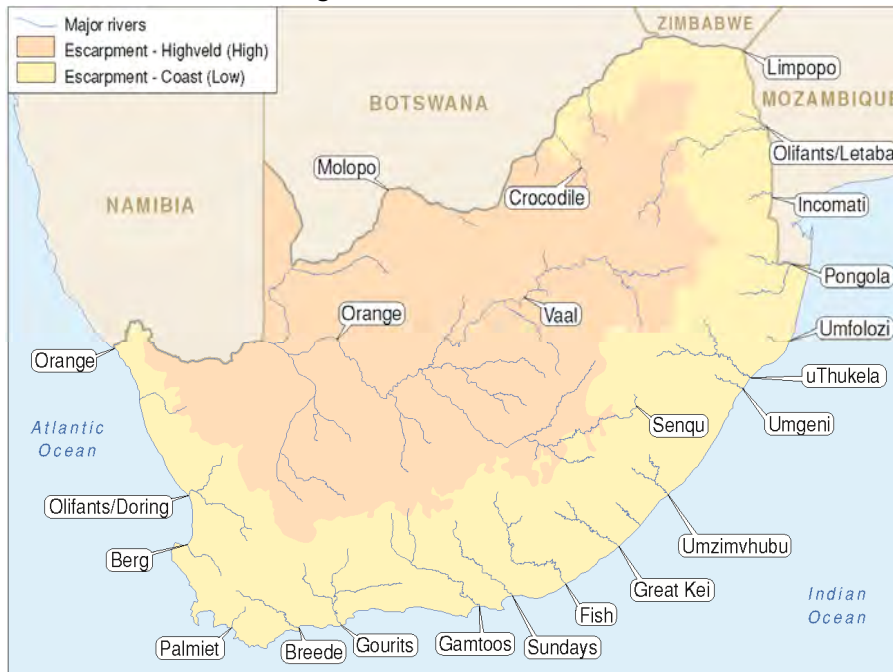 Major rivers
Escarpment - Highveld (High)
Escarpment - Coast (Low)
ZIMBABWE
Limpopo
BOTSWANA
MOZAMBIQUE
Olifants/Letaba
Molopo
Crocodile
NAMIBIA
Incomati
Pongola
Orange
Vaal
Umfolozi
Orange
uThukela
Atlantic
Ocean
Senqu
Umgeni
Olifants/Doring
Umzimvhubu
Berg
Great Kei
Indian
Ocean
Fish
Palmiet
Breede
Gourits
Gamtoos
Sundays